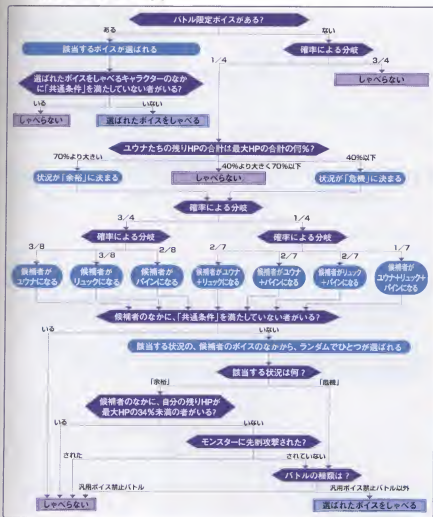 バトル限定ボイスがある?
ある
ない
該当するボイスが選ばれる
確率による分岐
1/4
3/4
選ばれたボイスをしゃべるキャラクターのなか
に「共通条件」を満たしていない者がいる?
しゃべらない
いる
いない
しゃべらない
選ばれたボイスをしゃべる
ユウナたちの残りHPの合計は最大HPの合計の何%?
70%より大きい
40%より大きく70%以下
40%以下
状況が「余裕」に決まる
しゃべらない
状況が「危機」に決まる
確率による分岐
3/4
1/4
確率による分岐
確率による分岐
3/8
3/8
2/8
2/7
2/7
2/7
1/7
候補者が
ユウナになる
候補者が
リュックになる
候補者が
パインになる
候補者がユウナ
+リュックになる
候補者がユウナ
+パインになる
候補者がリュック
+パインになる
候補者が
ユウナ+リュック+
パインになる
候補者のなかに、「共通条件」を満たしていない者がいる?
いる
いない
該当する状況の、候補者のボイスのなかから、ランダムでひとつが選ばれる
該当する状況は何?
「余裕」
「危機」
候補者のなかに、自分の残りHPが
最大HPの34%未満の者がいる?
いる
いない
モンスターに先制攻撃された?
された
されていない
バトルの種類は?
汎用ボイス禁止バトル
汎用ボイス禁止バトル以外
しゃべらない
選ばれたボイスをしゃべる